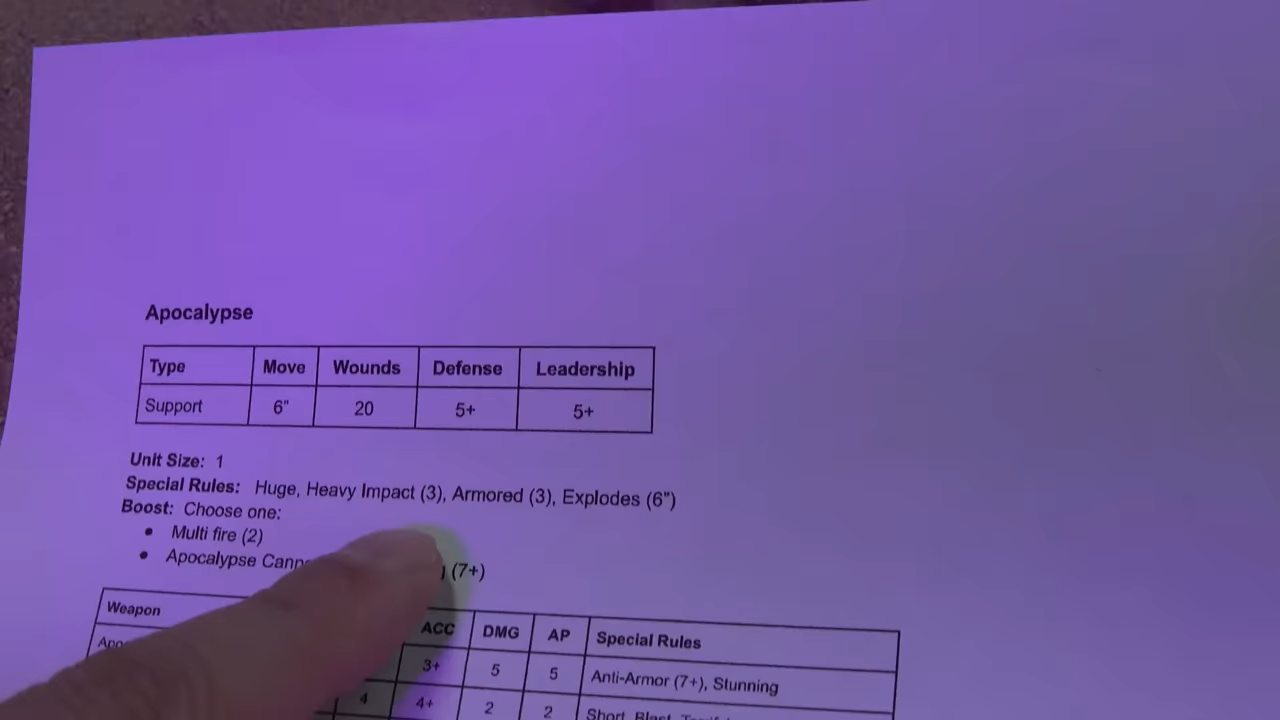 Apocalypse
Type Move Wounds Defense Leadership
Support 6" 20 5+ 5+
Unit Size: 1
Special Rules: Huge, Heavy Impact (3), Armored (3), Explodes (6")
Boost: Choose one:
• Multi fire (2)
• Apocalypse (7+)
Weapon ACC DMG AP Special Rules
3+ 5 5 Anti-Armor (7+), Stunning
4 4+ 2 2 Short, Blast,